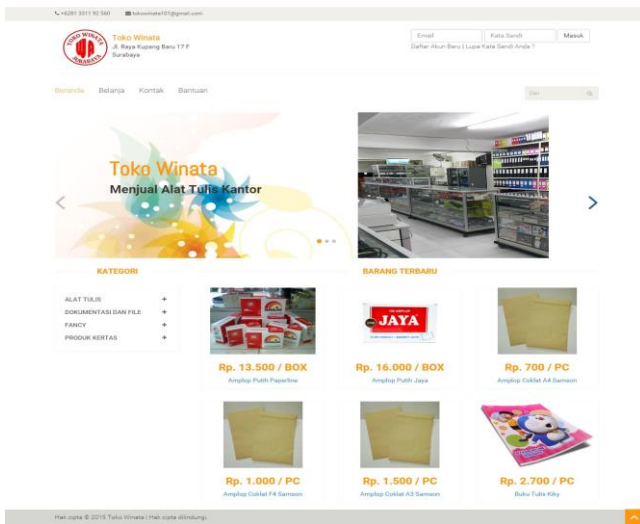 +6281 3311 92 560
tokowinata101@gmail.com
TOKO WINATA
SURABAYA
Toko Winata
Jl. Raya Kupang Baru 17 F
Surabaya
Email
Kata Sandi
Masuk
Daftar Akun Baru | Lupa Kata Sandi Anda ?
Beranda
Belanja
Kontak
Bantuan
Cari
Toko Winata
Menjual Alat Tulis Kantor
KATEGORI
ALAT TULIS +
DOKUMENTASI DAN FILE +
FANCY +
PRODUK KERTAS +
BARANG TERBARU
JAYA
Rp. 13.500 / BOX
Amplop Putih Paperline
Rp. 16.000 / BOX
Amplop Putih Jaya
Rp. 700 / PC
Amplop Coklat A4 Samson
Rp. 1.000 / PC
Amplop Coklat F4 Samson
Rp. 1.500 / PC
Amplop Coklat A3 Samson
Rp. 2.700 / PC
Buku Tulis Kiky
Hak cipta © 2015 Toko Winata | Hak cipta dilindungi